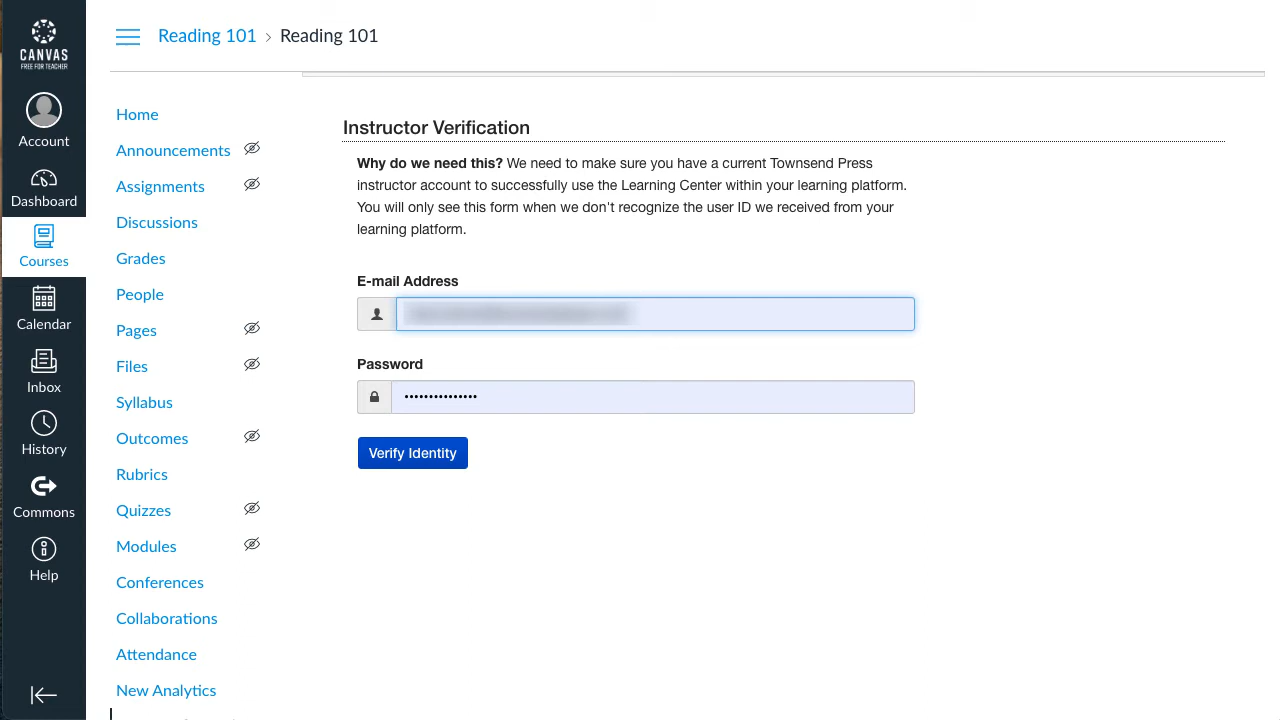 CANVAS
FREE FOR TEACHER
Account
Dashboard
Courses
Calendar
Inbox
History
Commons
Help
Reading 101 › Reading 101
Home
Announcements
Assignments
Discussions
Grades
People
Pages
Files
Syllabus
Outcomes
Rubrics
Quizzes
Modules
Conferences
Collaborations
Attendance
New Analytics
Instructor Verification
Why do we need this? We need to make sure you have a current Townsend Press
instructor account to successfully use the Learning Center within your learning platform.
You will only see this form when we don't recognize the user ID we received from your
learning platform.
E-mail Address
Password
•••••••••••••••
Verify Identity